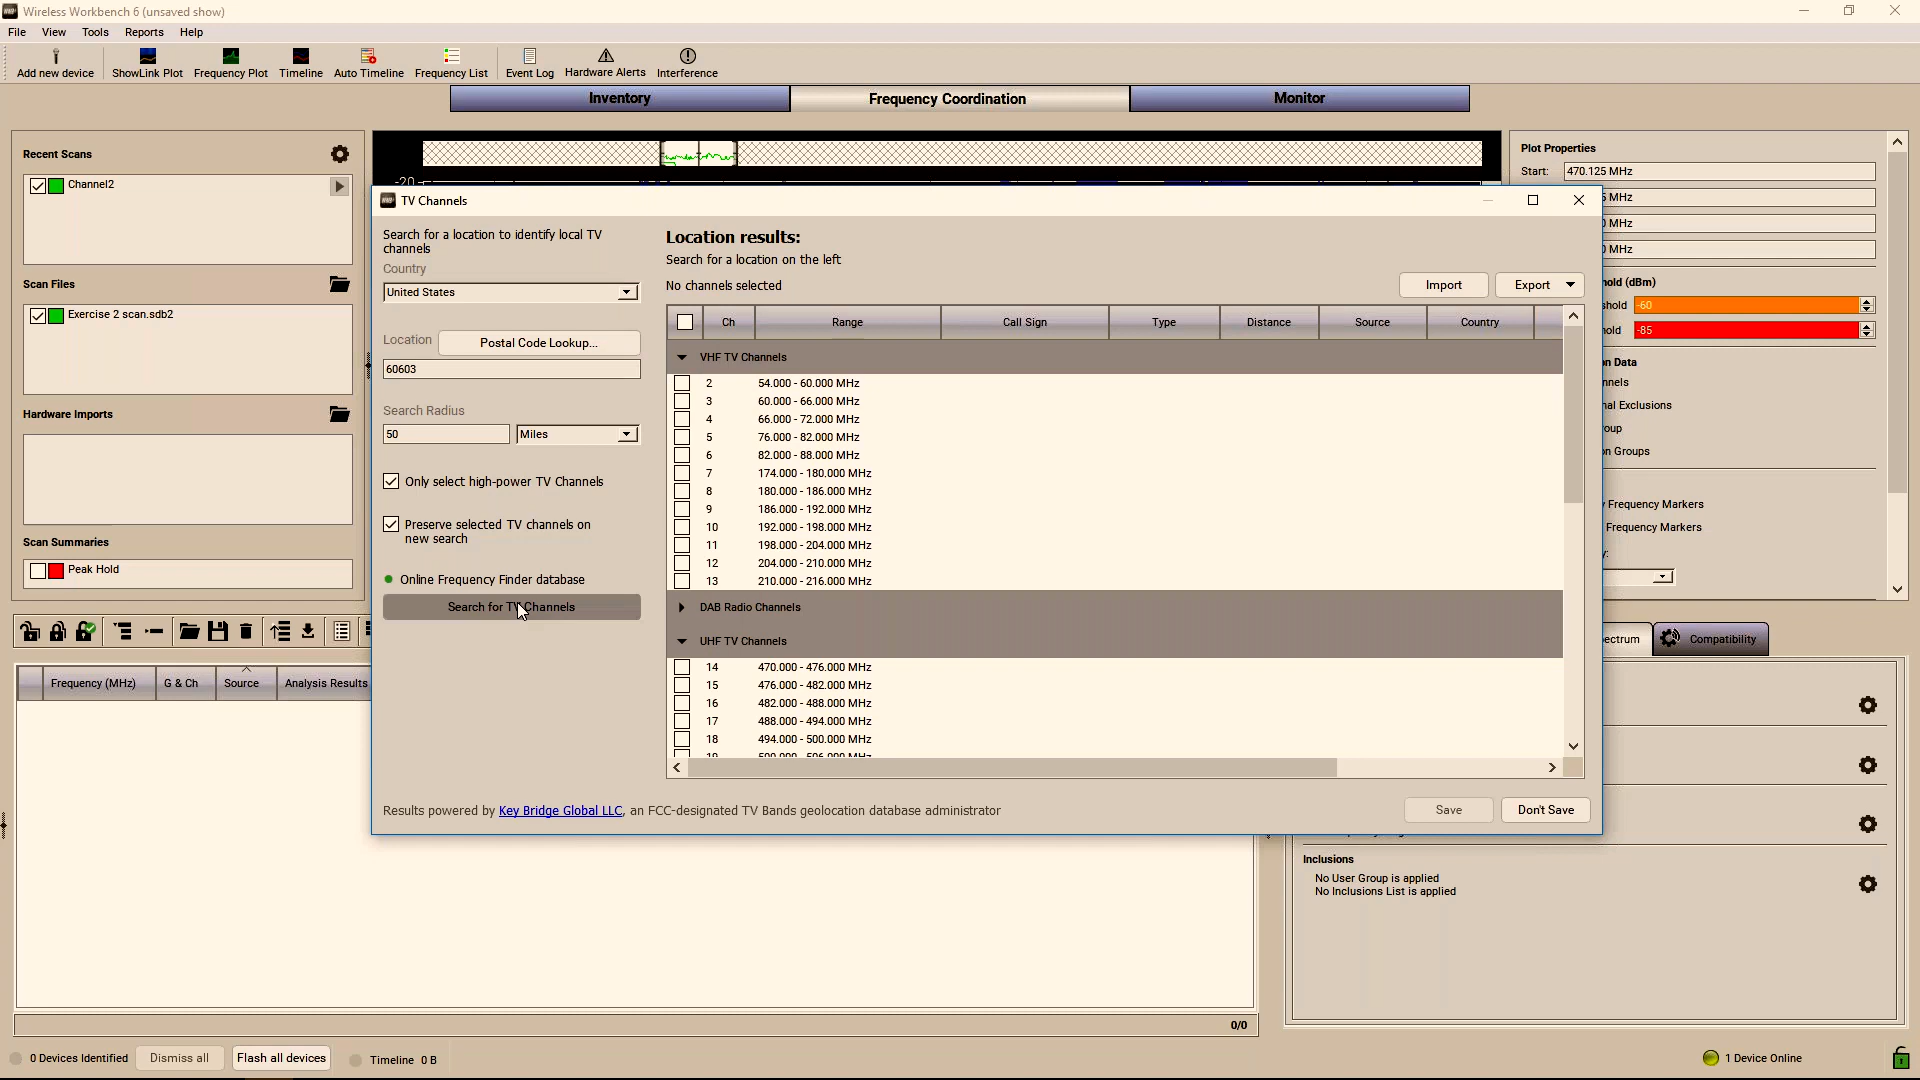 Wireless Workbench 6 (unsaved show)
File View Tools Reports Help
Add new device ShowLink Plot Frequency Plot Timeline Auto Timeline Frequency List Event Log Hardware Alerts Interference
Inventory Frequency Coordination Monitor
Recent Scans
Channel2
Scan Files
Exercise 2 scan.sdb2
Hardware Imports
Scan Summaries
Peak Hold
-20
Plot Properties
Start: 470.125 MHz
MHz
MHz
MHz
hold (dBm)
shold -60
hold -85
n Data
nnels
nal Exclusions
oup
on Groups
Frequency Markers
Frequency Markers
TV Channels
Search for a location to identify local TV
channels
Country
United States
Location Postal Code Lookup...
60603
Search Radius
50 Miles
Only select high-power TV Channels
Preserve selected TV channels on
new search
Online Frequency Finder database
Search for TV Channels
Location results:
Search for a location on the left
No channels selected
Import Export
Ch Range Call Sign Type Distance Source Country
VHF TV Channels
2 54.000 - 60.000 MHz
3 60.000 - 66.000 MHz
4 66.000 - 72.000 MHz
5 76.000 - 82.000 MHz
6 82.000 - 88.000 MHz
7 174.000 - 180.000 MHz
8 180.000 - 186.000 MHz
9 186.000 - 192.000 MHz
10 192.000 - 198.000 MHz
11 198.000 - 204.000 MHz
12 204.000 - 210.000 MHz
13 210.000 - 216.000 MHz
DAB Radio Channels
UHF TV Channels
14 470.000 - 476.000 MHz
15 476.000 - 482.000 MHz
16 482.000 - 488.000 MHz
17 488.000 - 494.000 MHz
18 494.000 - 500.000 MHz
19 500.000 - 506.000 MHz
Results powered by Key Bridge Global LLC, an FCC-designated TV Bands geolocation database administrator
Save Don't Save
Frequency (MHz) G & Ch Source Analysis Results
ectrum Compatibility
Inclusions
No User Group is applied
No Inclusions List is applied
0/0
0 Devices Identified Dismiss all Flash all devices Timeline 0 B
1 Device Online